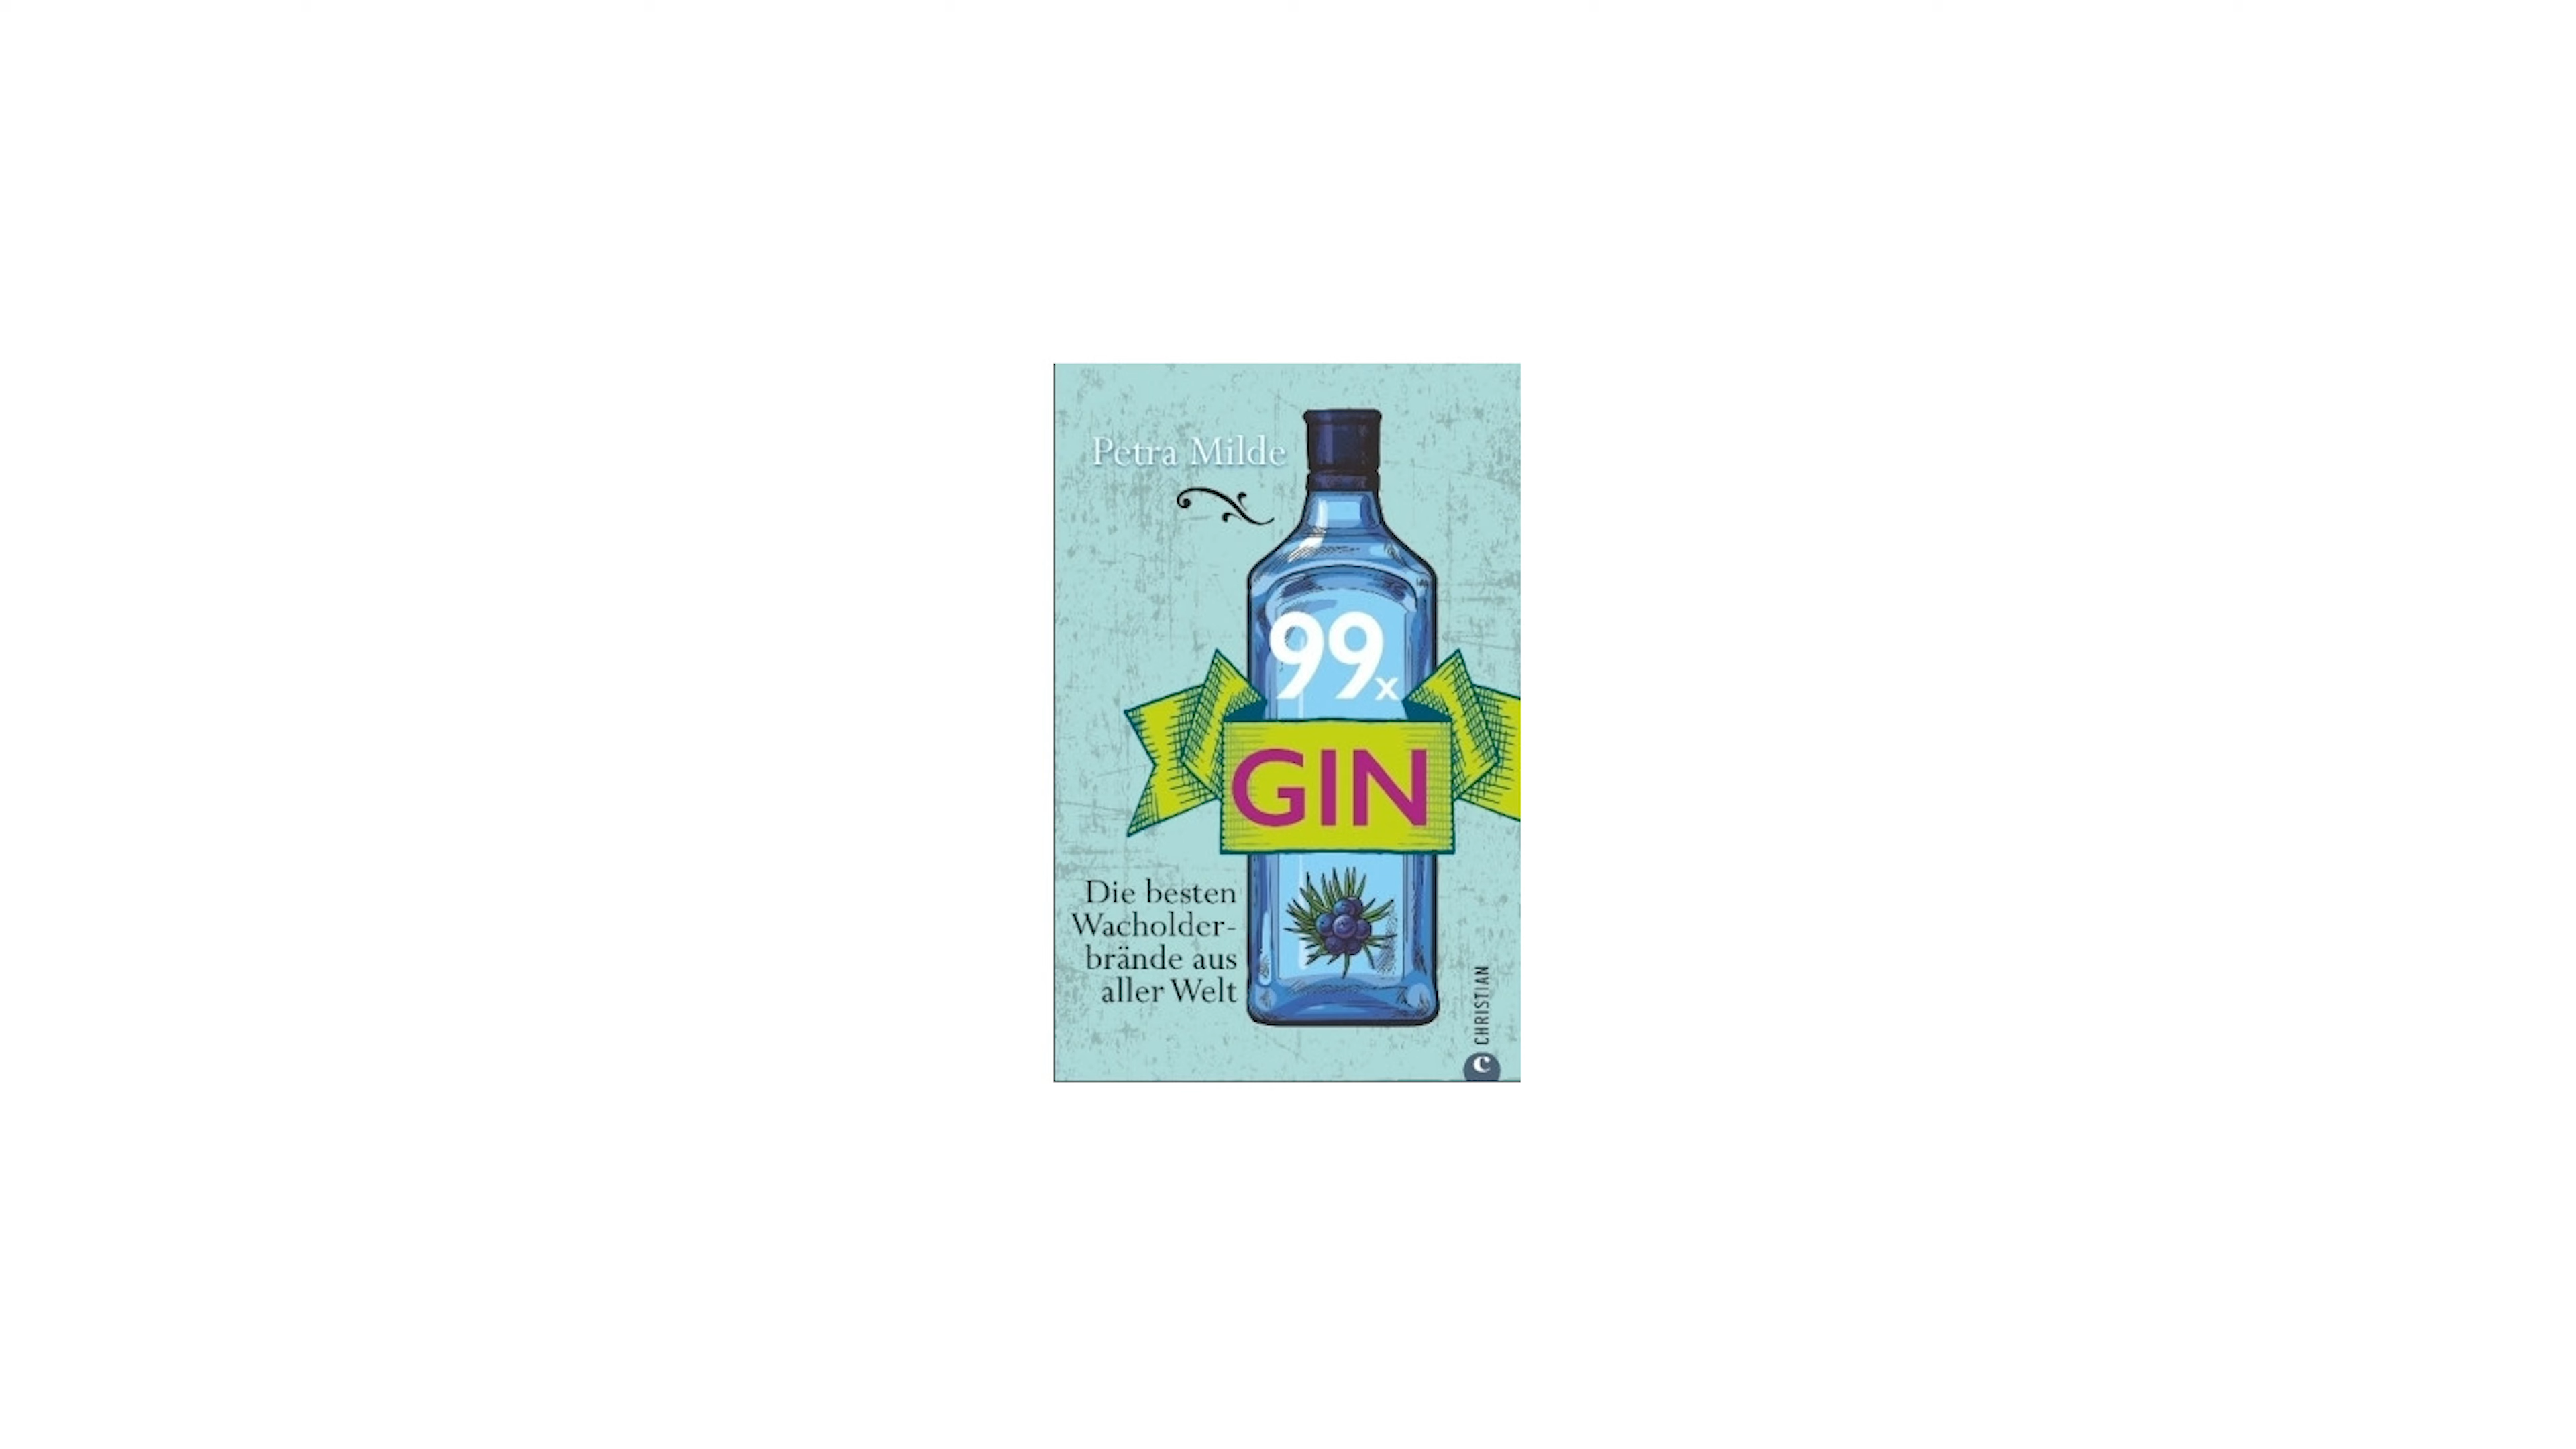 Petra Milde
99x
GIN
Die besten
Wacholder-
brände aus
aller Welt
CHRISTIAN
c